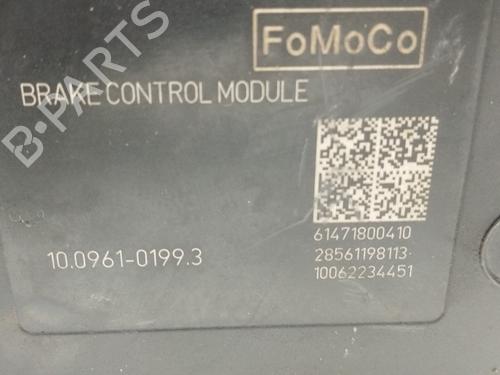 FoMoCo
BRAKE CONTROL MODULE
61471800410
10.0961-0199.3
28561198113
10062234451
B-PARTS